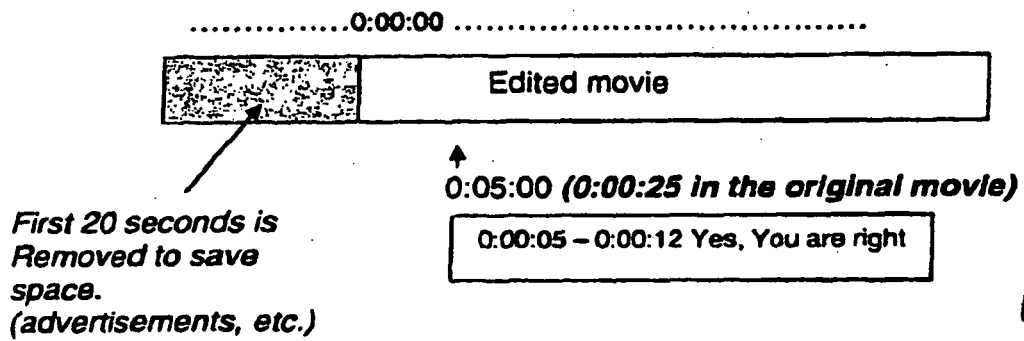 ..............0:00:00 .......................................
Edited movie
0:05:00 (0:00:25 in the original movie)
0:00:05 – 0:00:12 Yes, You are right
First 20 seconds is
Removed to save
space.
(advertisements, etc.)